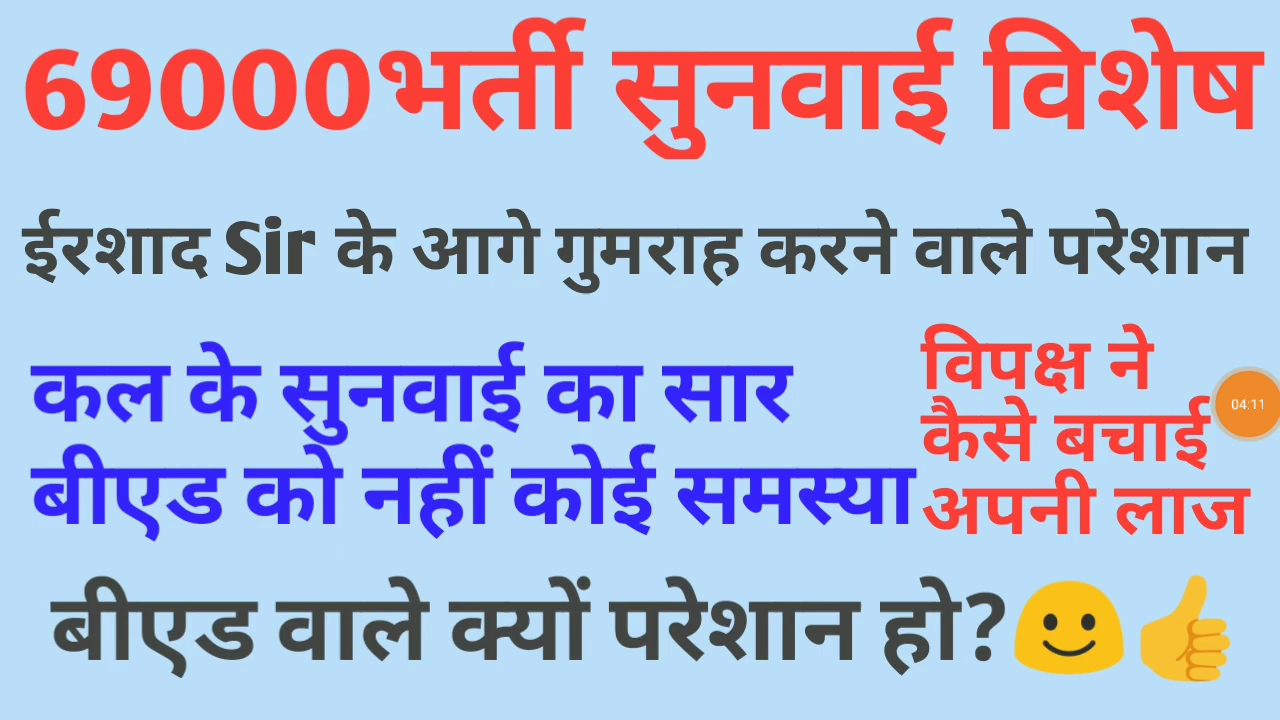 69000भर्ती सुनवाई विशेष
ईरशाद Sir के आगे गुमराह करने वाले परेशान
कल के सुनवाई का सार
बीएड को नहीं कोई समस्या
विपक्ष ने
कैसे बचाई
अपनी लाज
04:11
बीएड वाले क्यों परेशान हो?